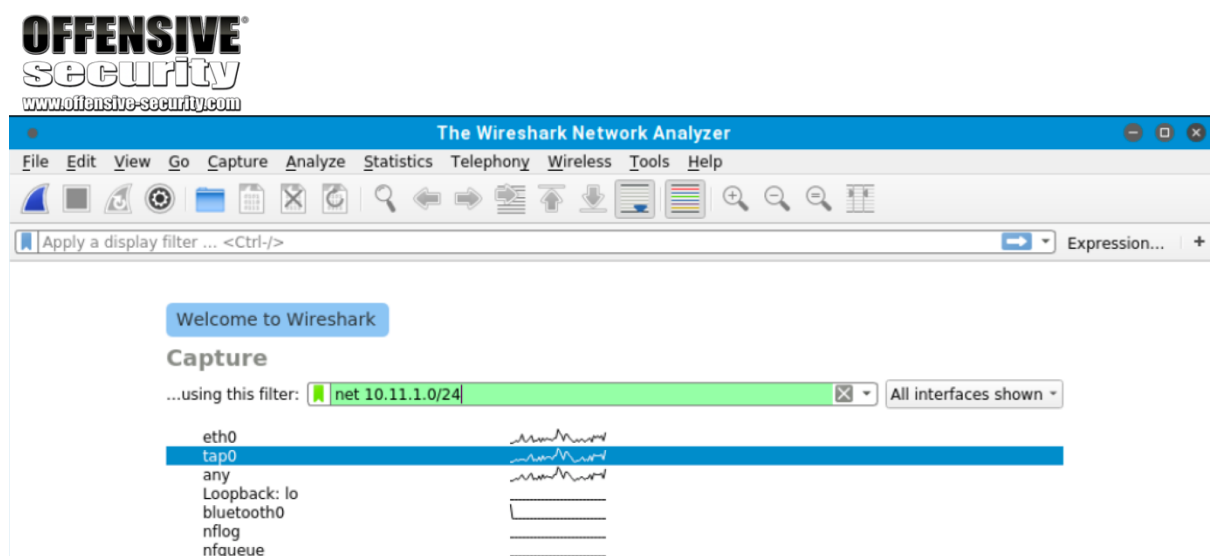 OFFENSIVE®
security
www.offensive-security.com
The Wireshark Network Analyzer
File Edit View Go Capture Analyze Statistics Telephony Wireless Tools Help
Apply a display filter ... <Ctrl-/> Expression... +
Welcome to Wireshark
Capture
...using this filter: net 10.11.1.0/24 All interfaces shown
eth0
tap0
any
Loopback: lo
bluetooth0
nflog
nfqueue